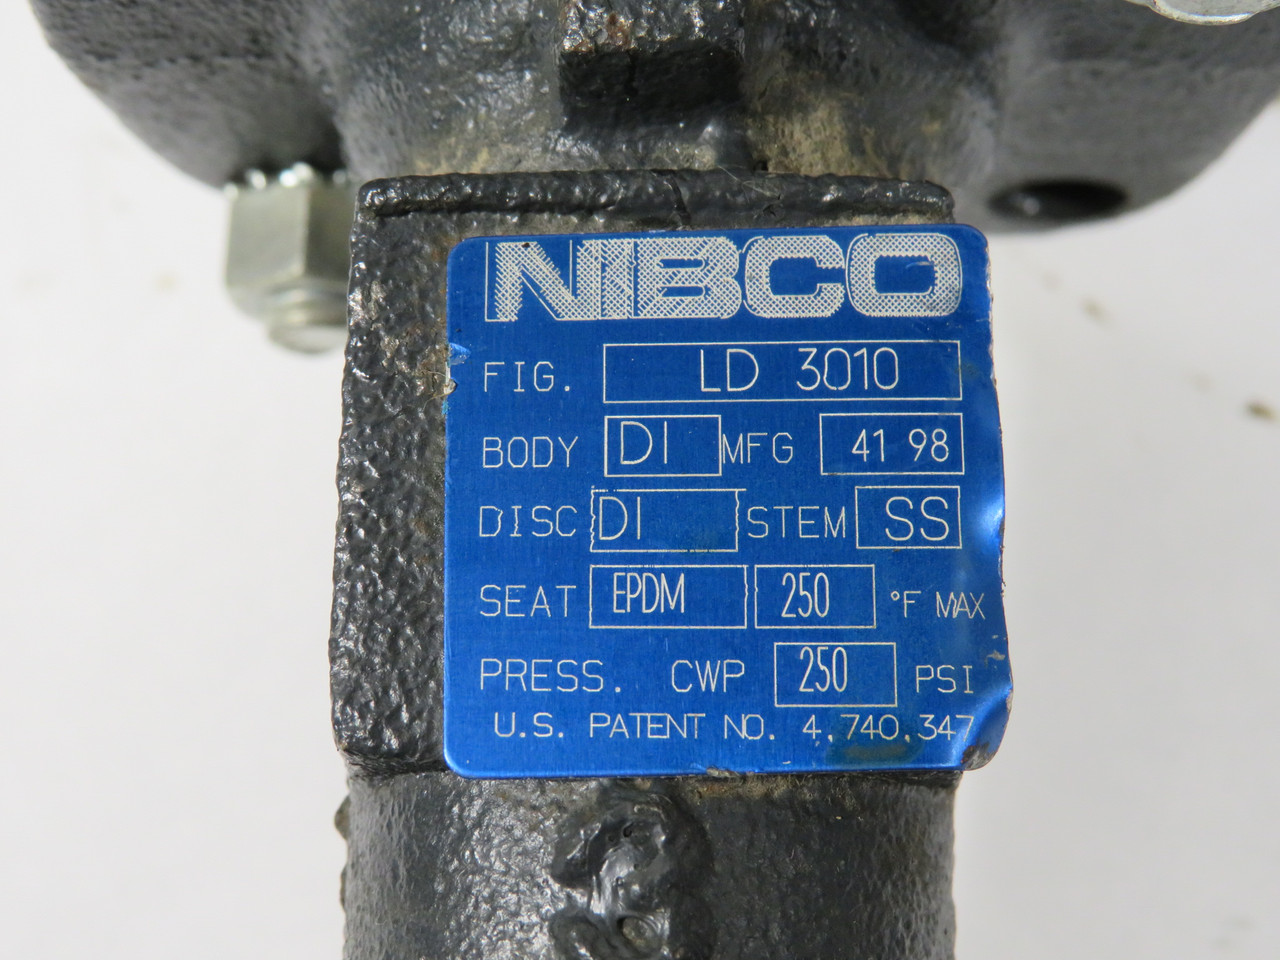 NIBCO
FIG. LD 3010
BODY DI MFG 41 98
DISC DI STEM SS
SEAT EPDM 250 °F MAX
PRESS. CWP 250 PSI
U.S. PATENT NO. 4,740,347